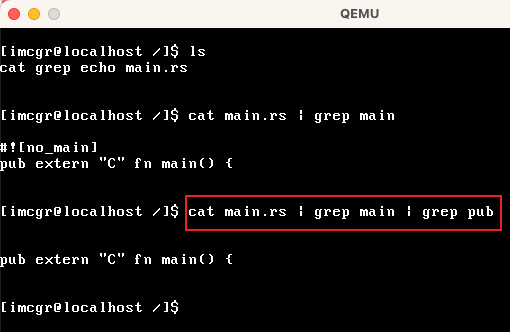 QEMU
[imcgr@localhost /]$ ls
cat grep echo main.rs
[imcgr@localhost /]$ cat main.rs | grep main
#![no_main]
pub extern "C" fn main() {
[imcgr@localhost /]$ cat main.rs | grep main | grep pub
pub extern "C" fn main() {
[imcgr@localhost /]$